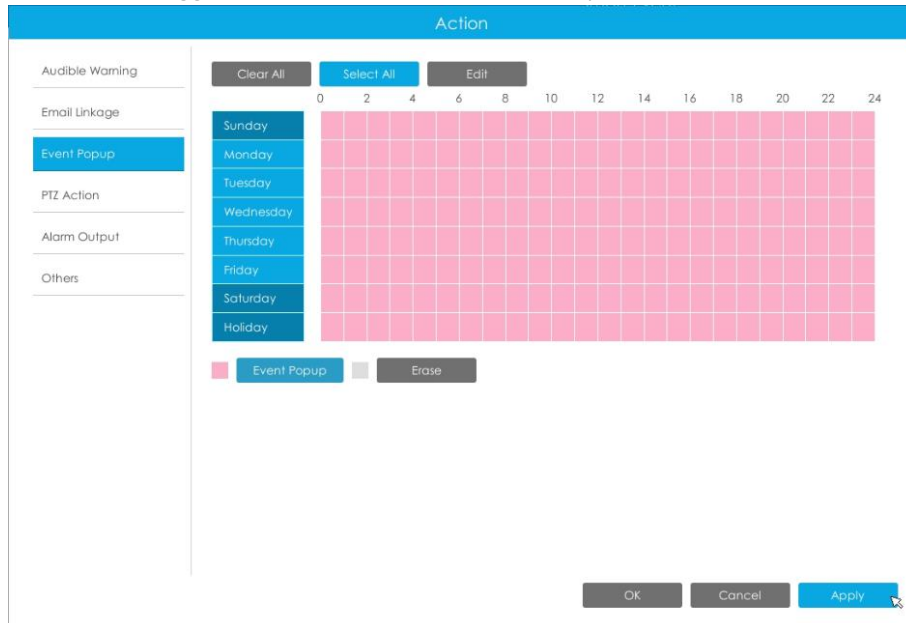 Action
Audible Warning
Email Linkage
Event Popup
PTZ Action
Alarm Output
Others
Clear All Select All Edit
0 2 4 6 8 10 12 14 16 18 20 22 24
Sunday
Monday
Tuesday
Wednesday
Thursday
Friday
Saturday
Holiday
Event Popup Erase
OK Cancel Apply